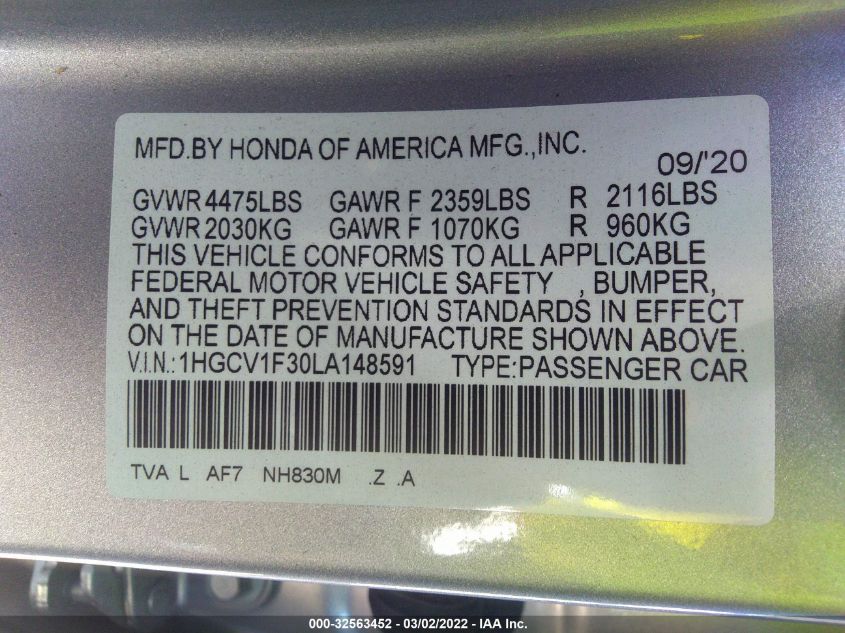 MFD.BY HONDA OF AMERICA MFG.,INC.
09/'20
GVWR 4475LBS GAWR F 2359LBS R 2116LBS
GVWR 2030KG GAWR F 1070KG R 960KG
THIS VEHICLE CONFORMS TO ALL APPLICABLE
FEDERAL MOTOR VEHICLE SAFETY , BUMPER,
AND THEFT PREVENTION STANDARDS IN EFFECT
ON THE DATE OF MANUFACTURE SHOWN ABOVE.
V.I.N.:1HGCV1F30LA148591 TYPE:PASSENGER CAR
TVA L AF7 NH830M .Z .A
000-32563452 — 03/02/2022 — IAA Inc.